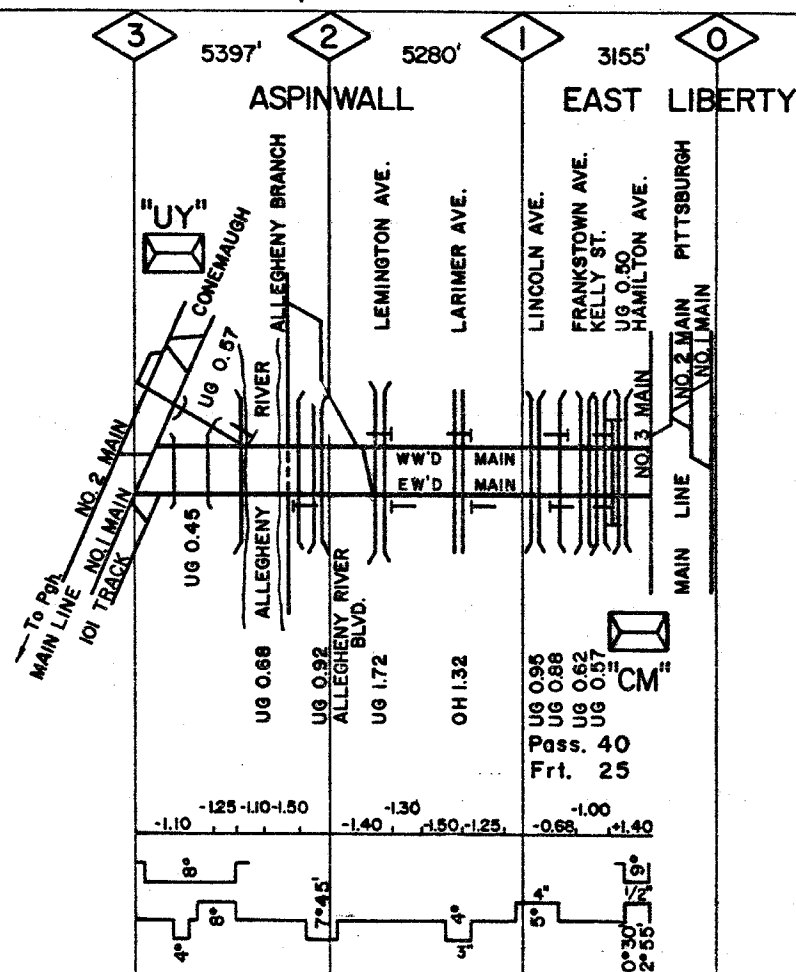 3
2
1
0
5397'
5280'
3155'
ASPINWALL
EAST LIBERTY
"UY"
CONEMAUGH
ALLEGHENY BRANCH
LEMINGTON AVE.
LARIMER AVE.
LINCOLN AVE.
FRANKSTOWN AVE.
KELLY ST.
UG 0.50
HAMILTON AVE.
PITTSBURGH
NO. 2 MAIN
NO. 1 MAIN
NO. 3 MAIN
MAIN LINE
UG 0.57
ALLEGHENY RIVER
WW'D MAIN
EW'D MAIN
NO. 2 MAIN
NO. 1 MAIN
101 TRACK
← To Pgh.
MAIN LINE
UG 0.45
UG 0.68
UG 0.92
ALLEGHENY RIVER
BLVD.
UG 1.72
OH 1.32
UG 0.95
UG 0.88
UG 0.62
UG 0.57
"CM"
Pass. 40
Frt. 25
-1.10
-1.25
-1.10
-1.50
-1.40
-1.30
-1.50
-1.25
-0.68
-1.00
+1.40
8°
9°
1/2"
4°
8°
7°45'
4°
3"
4"
5°
0°30'
2°55'